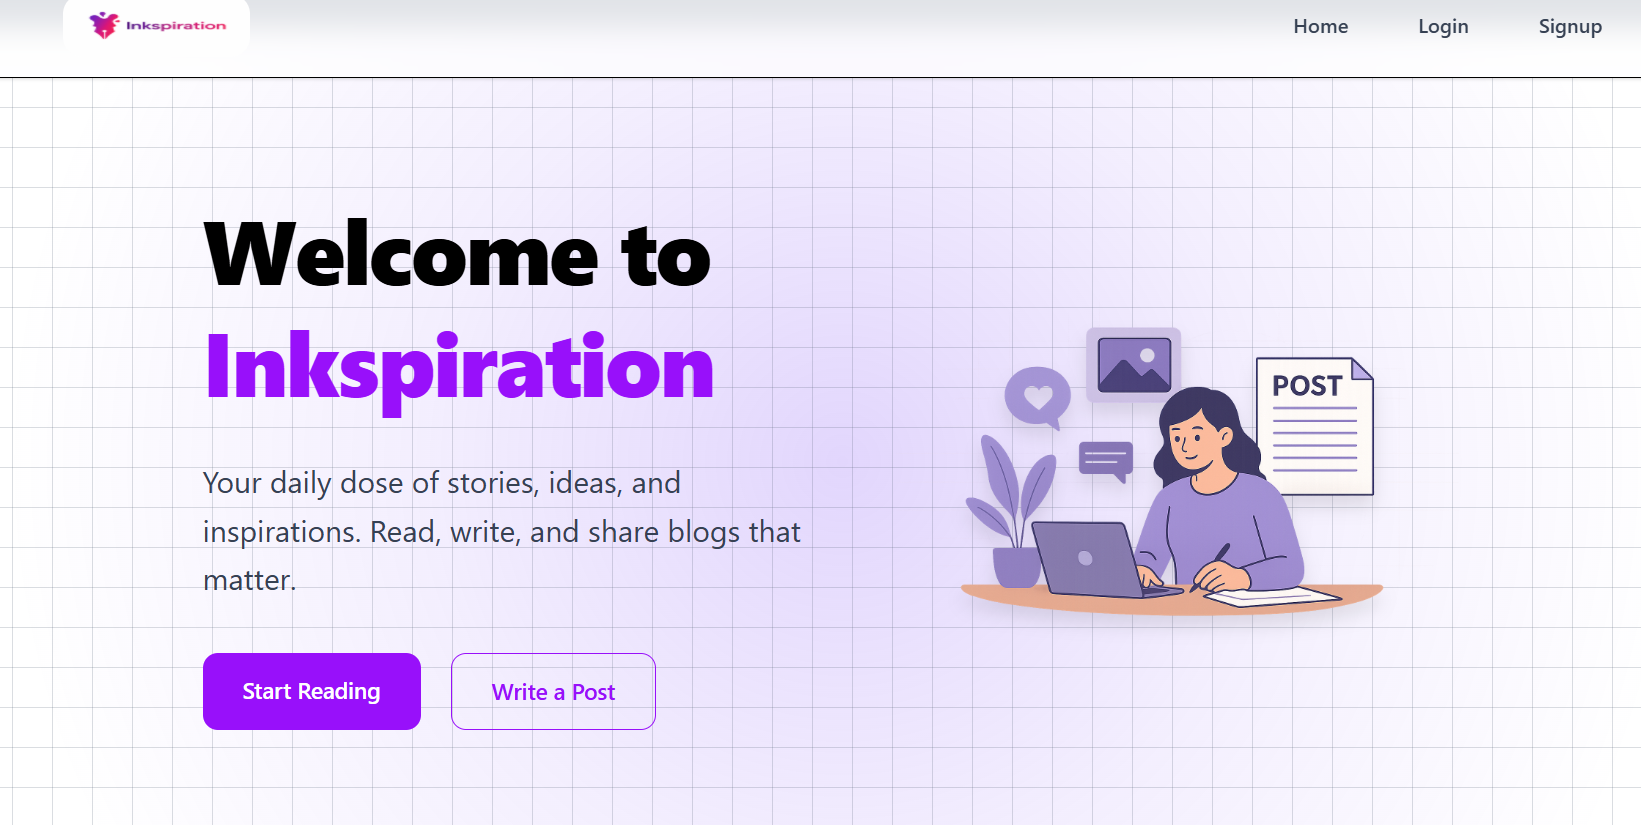 Inkspiration
Home
Login
Signup
Welcome to
Inkspiration
Your daily dose of stories, ideas, and
inspirations. Read, write, and share blogs that
matter.
Start Reading
Write a Post
POST